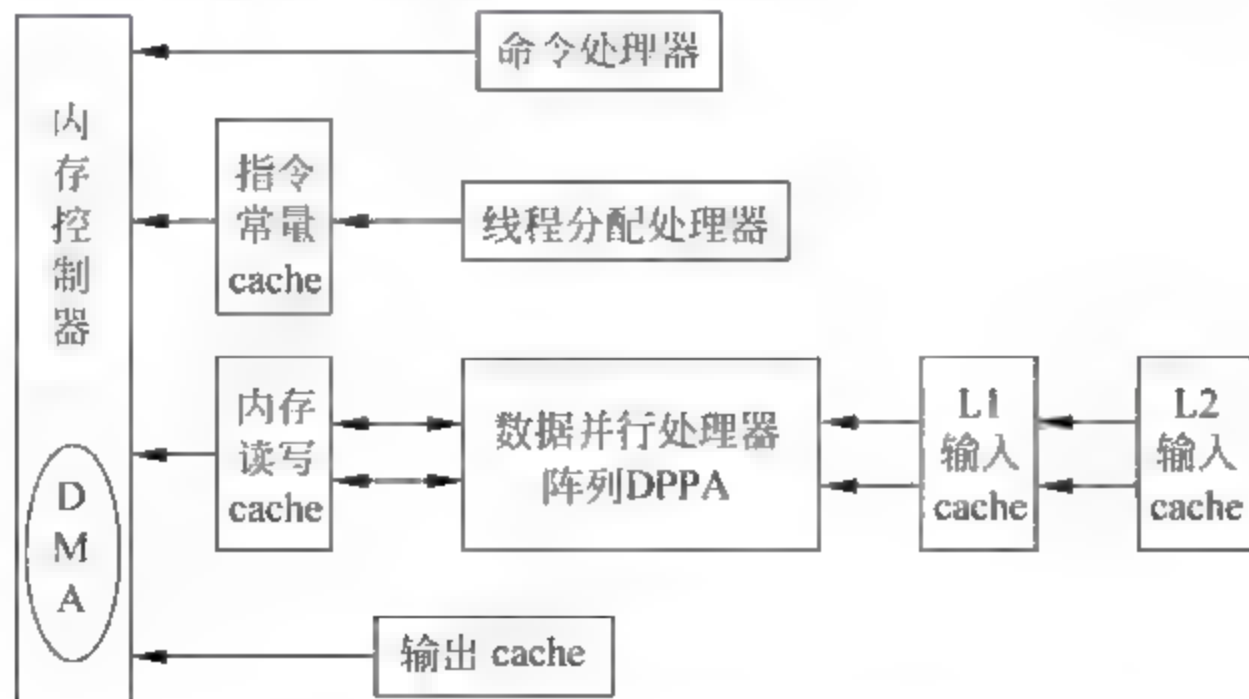 命令处理器
内
存
控
制
器
指令
常量
cache
线程分配处理器
内存
读写
cache
数据并行处理器
阵列DPPA
L1
输入
cache
L2
输入
cache
D
M
A
输出 cache